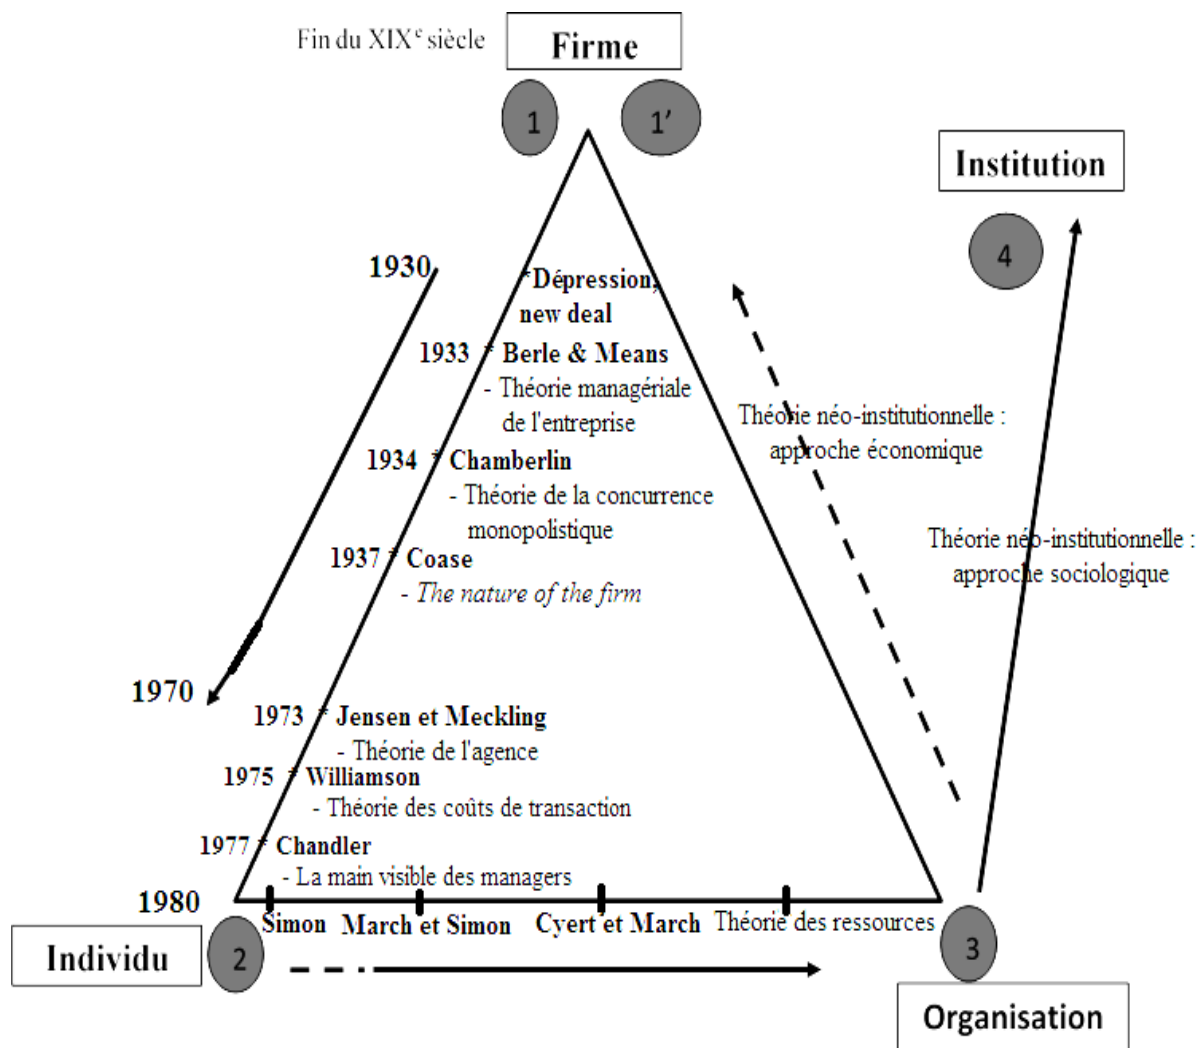 Fin du XIXe siècle
Firme
1
1’
Institution
4
1930
*Dépression,
new deal
1933 * Berle & Means
- Théorie managériale
de l'entreprise
Théorie néo-institutionnelle :
approche économique
1934 * Chamberlin
- Théorie de la concurrence
monopolistique
1937 * Coase
- The nature of the firm
Théorie néo-institutionnelle :
approche sociologique
1970
1973 * Jensen et Meckling
- Théorie de l'agence
1975 * Williamson
- Théorie des coûts de transaction
1977 * Chandler
- La main visible des managers
1980
Simon
March et Simon
Cyert et March
Théorie des ressources
Individu
2
3
Organisation